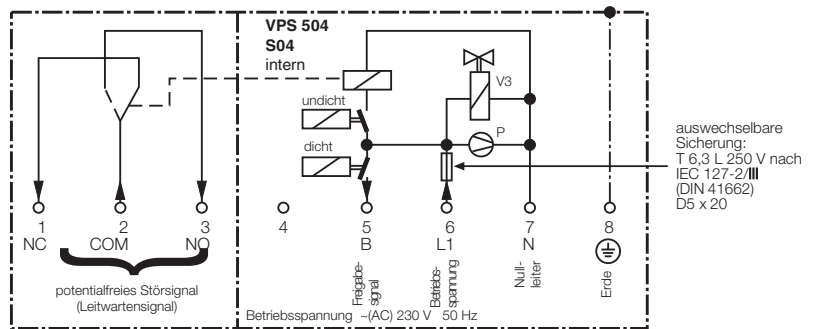 VPS 504
S04
intern
undicht
dicht
V3
P
auswechselbare
Sicherung:
T 6,3 L 250 V nach
IEC 127-2/III
(DIN 41662)
D5 x 20
1
2
3
4
5
6
7
8
NC
COM
NO
B
L1
N
potentialfreies Störsignal
(Leitwartensignal)
Freigabe-
signal
Betriebs-
spannung
Null-
leiter
Erde
Betriebsspannung ~(AC) 230 V 50 Hz